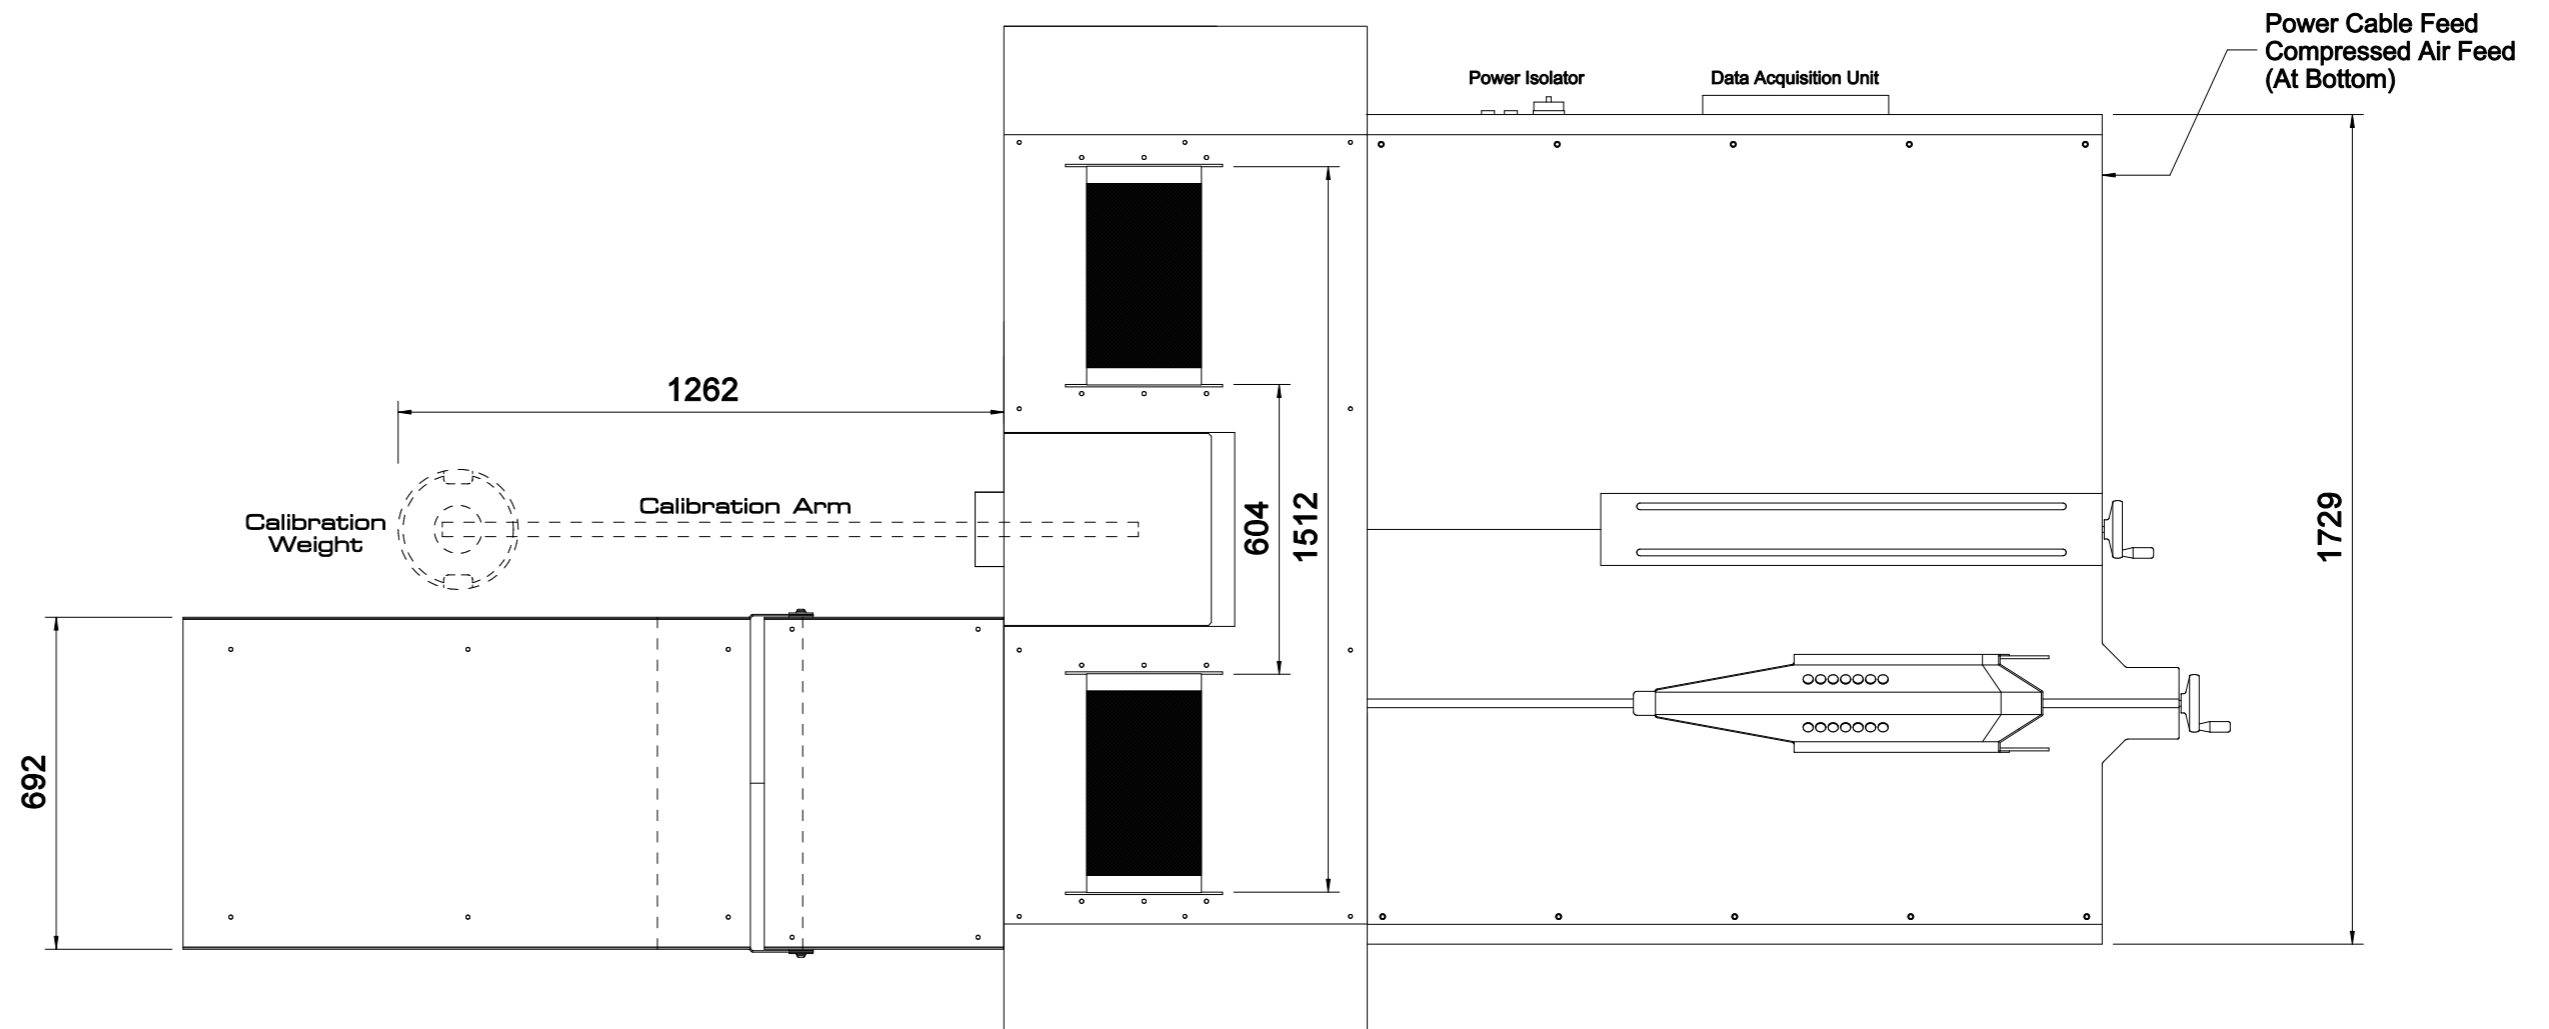 Power Cable Feed
Compressed Air Feed
(At Bottom)
Power Isolator
Data Acquisition Unit
1262
Calibration Arm
Calibration
Weight
604
1512
1729
692